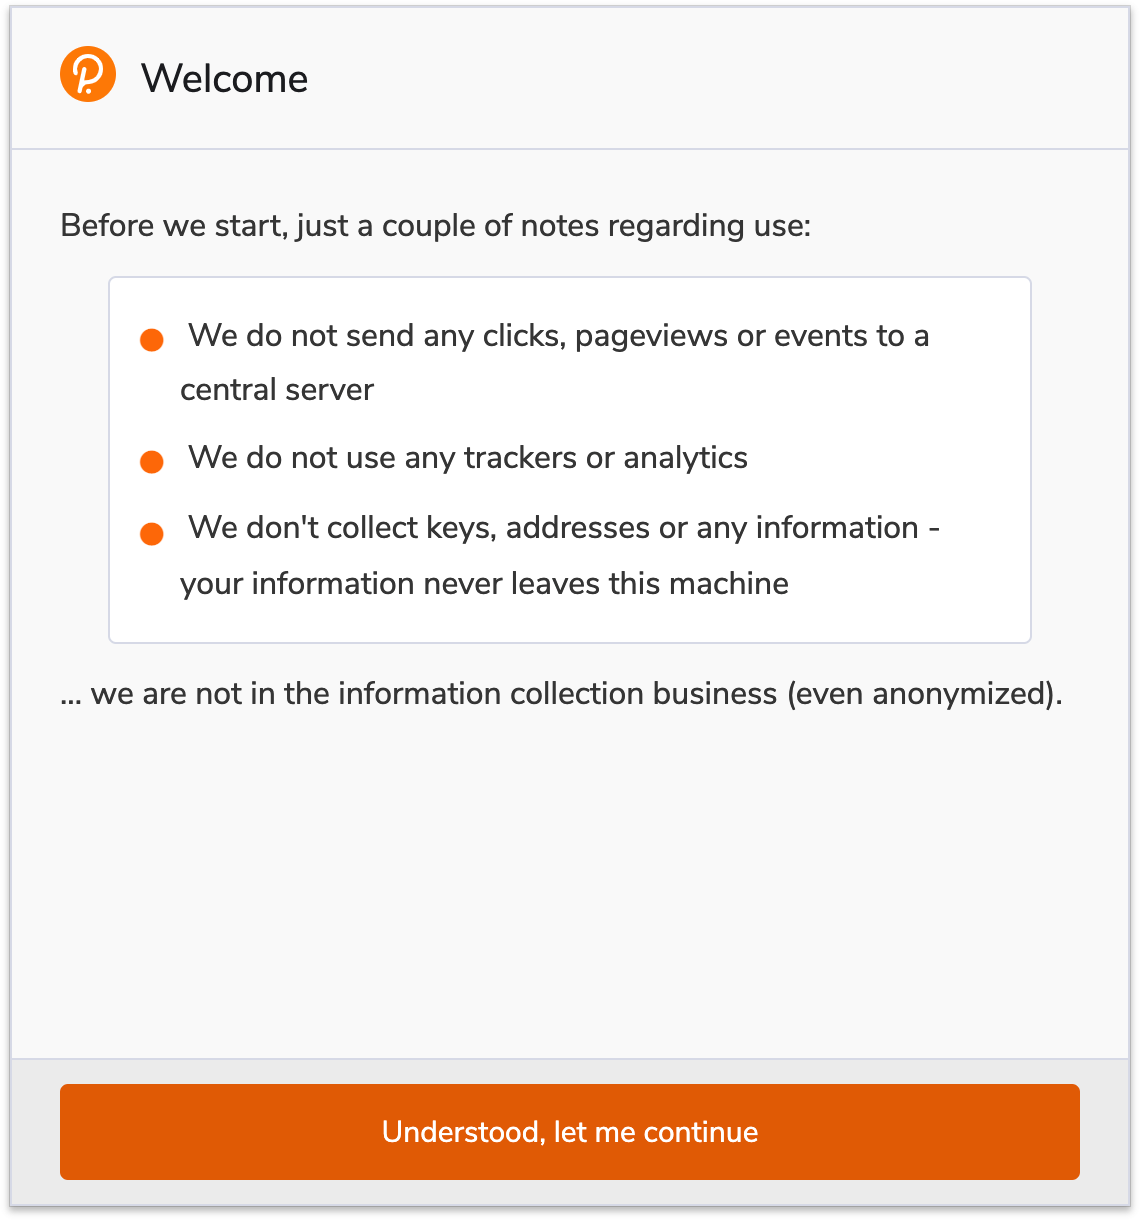 Welcome
Before we start, just a couple of notes regarding use:
We do not send any clicks, pageviews or events to a
central server
We do not use any trackers or analytics
We don't collect keys, addresses or any information -
your information never leaves this machine
... we are not in the information collection business (even anonymized).
Understood, let me continue